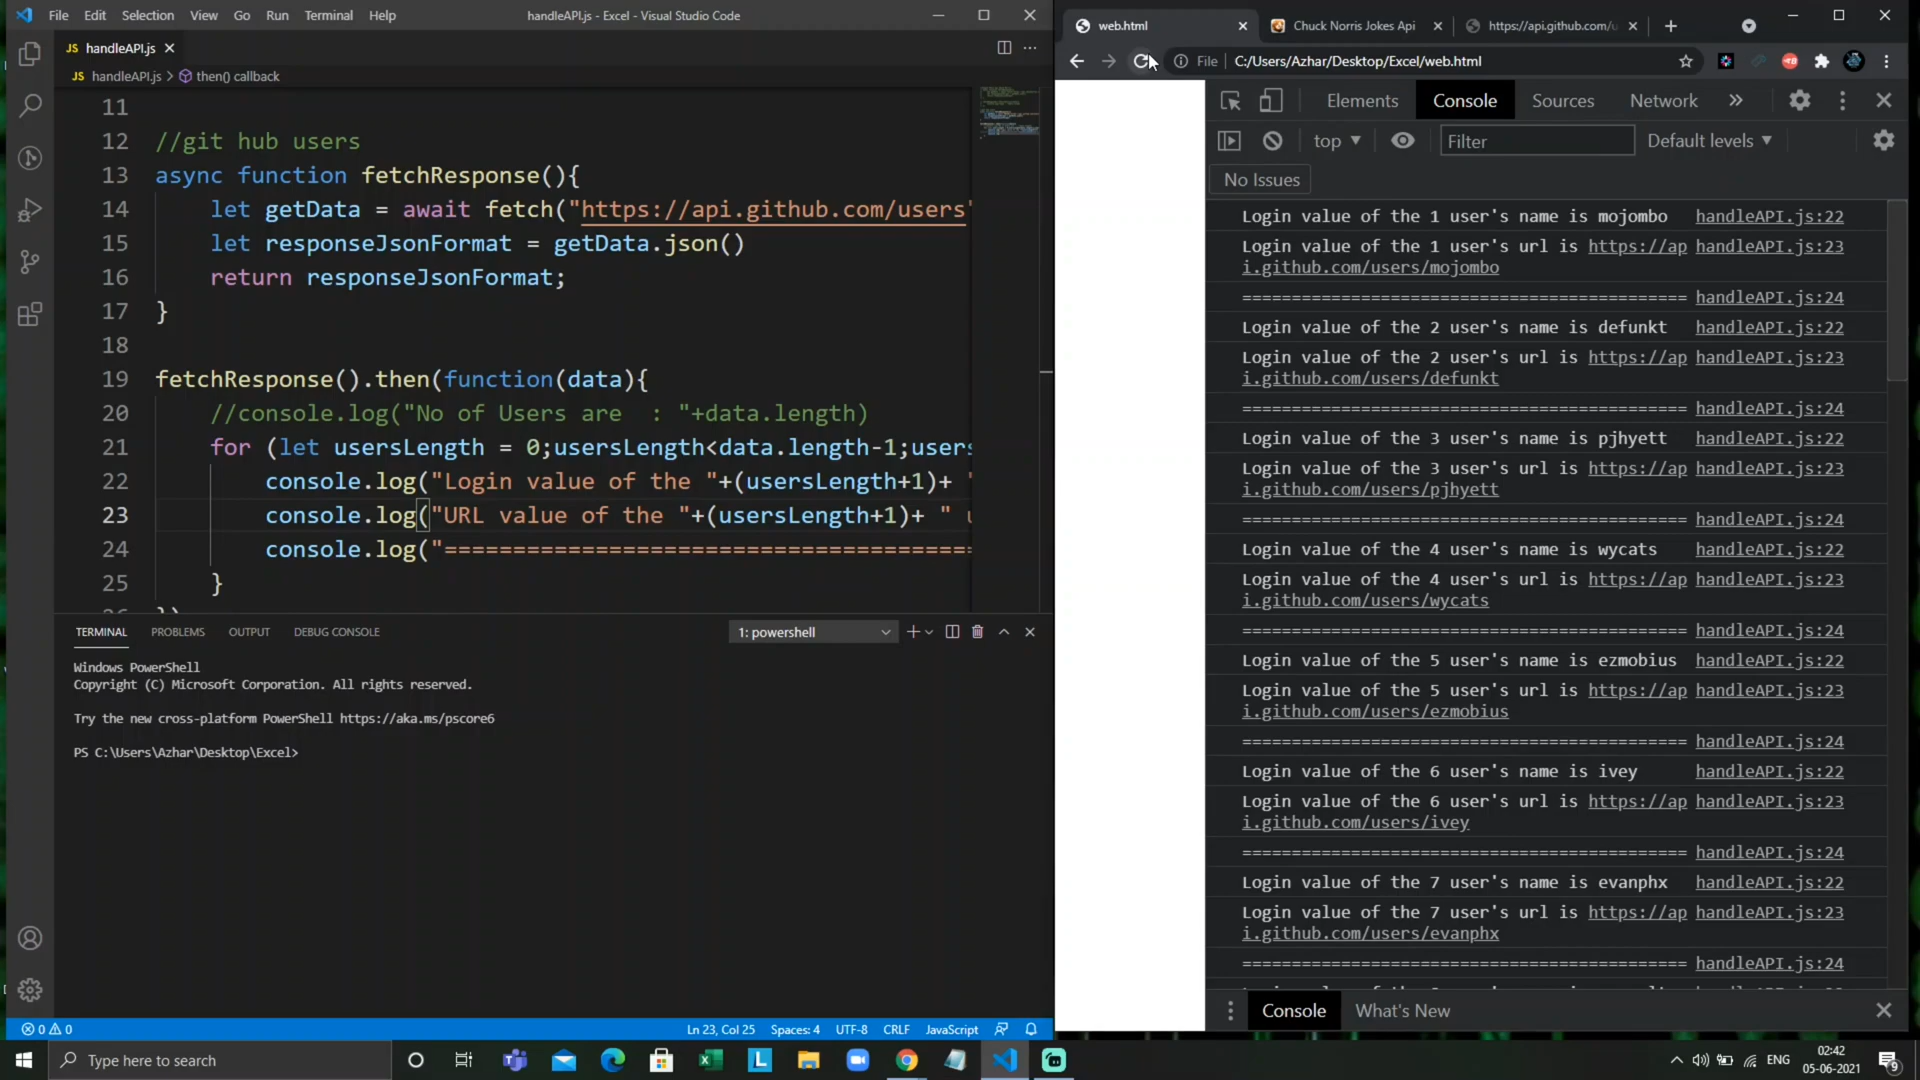 File Edit Selection View Go Run Terminal Help
handleAPI.js - Excel - Visual Studio Code
JS handleAPI.js
JS handleAPI.js > then() callback
11
12 //git hub users
13 async function fetchResponse(){
14 let getData = await fetch("https://api.github.com/users"
15 let responseJsonFormat = getData.json()
16 return responseJsonFormat;
17 }
18
19 fetchResponse().then(function(data){
20 //console.log("No of Users are  : "+data.length)
21 for (let usersLength = 0;usersLength<data.length-1;users
22 console.log("Login value of the "+(usersLength+1)+ "
23 console.log("URL value of the "+(usersLength+1)+ " u
24 console.log("======================================
25 }
TERMINAL PROBLEMS OUTPUT DEBUG CONSOLE
1: powershell
Windows PowerShell
Copyright (C) Microsoft Corporation. All rights reserved.
Try the new cross-platform PowerShell https://aka.ms/pscore6
PS C:\Users\Azhar\Desktop\Excel>
0 0
Ln 23, Col 25 Spaces: 4 UTF-8 CRLF JavaScript
web.html
Chuck Norris Jokes Api
https://api.github.com/u
File C:/Users/Azhar/Desktop/Excel/web.html
Elements Console Sources Network
top
Filter
Default levels
No Issues
Login value of the 1 user's name is mojombo handleAPI.js:22
Login value of the 1 user's url is https://ap handleAPI.js:23
i.github.com/users/mojombo
============================================= handleAPI.js:24
Login value of the 2 user's name is defunkt handleAPI.js:22
Login value of the 2 user's url is https://ap handleAPI.js:23
i.github.com/users/defunkt
============================================= handleAPI.js:24
Login value of the 3 user's name is pjhyett handleAPI.js:22
Login value of the 3 user's url is https://ap handleAPI.js:23
i.github.com/users/pjhyett
============================================= handleAPI.js:24
Login value of the 4 user's name is wycats handleAPI.js:22
Login value of the 4 user's url is https://ap handleAPI.js:23
i.github.com/users/wycats
============================================= handleAPI.js:24
Login value of the 5 user's name is ezmobius handleAPI.js:22
Login value of the 5 user's url is https://ap handleAPI.js:23
i.github.com/users/ezmobius
============================================= handleAPI.js:24
Login value of the 6 user's name is ivey handleAPI.js:22
Login value of the 6 user's url is https://ap handleAPI.js:23
i.github.com/users/ivey
============================================= handleAPI.js:24
Login value of the 7 user's name is evanphx handleAPI.js:22
Login value of the 7 user's url is https://ap handleAPI.js:23
i.github.com/users/evanphx
============================================= handleAPI.js:24
Console What's New
Type here to search
ENG
02:42
05-06-2021
9